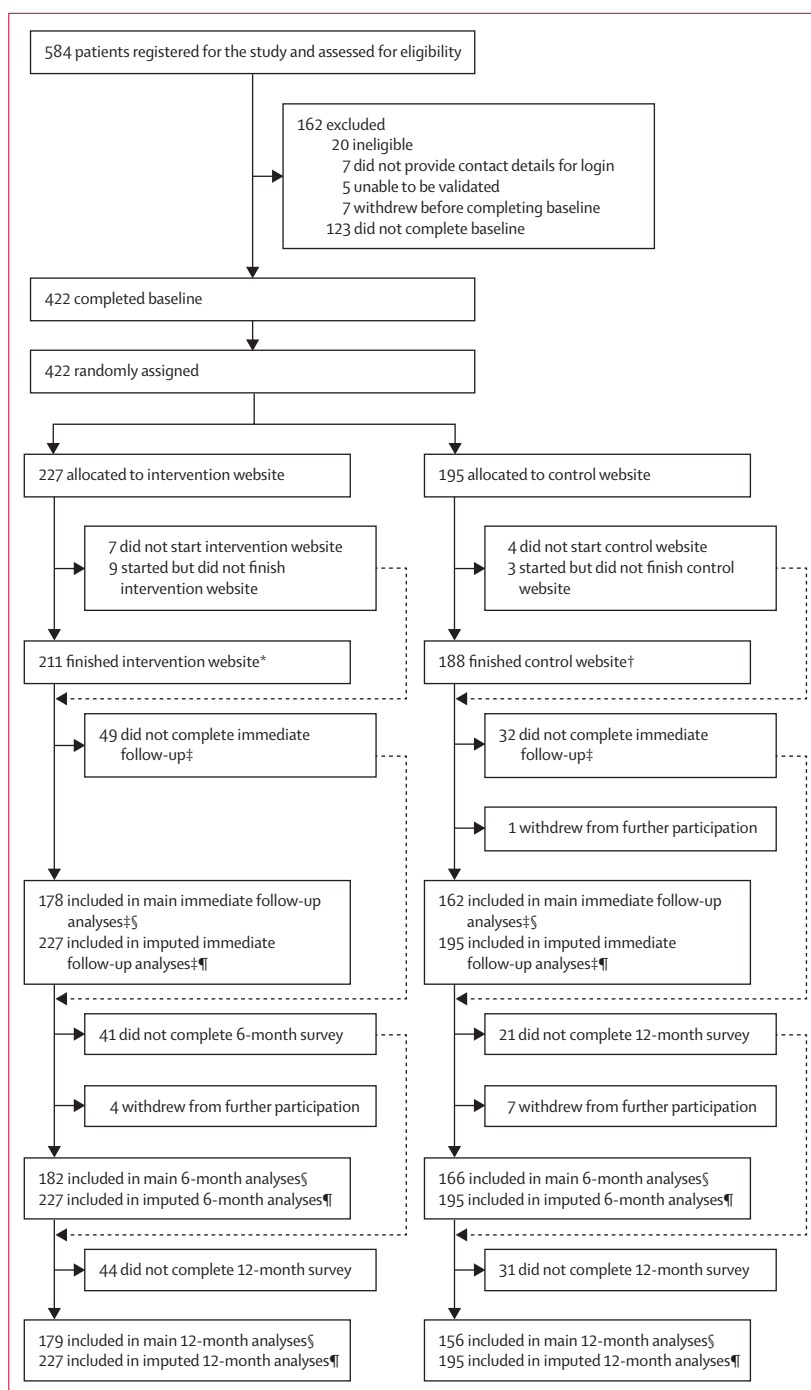 584 patients registered for the study and assessed for eligibility
162 excluded
20 ineligible
7 did not provide contact details for login
5 unable to be validated
7 withdrew before completing baseline
123 did not complete baseline
422 completed baseline
422 randomly assigned
227 allocated to intervention website
195 allocated to control website
7 did not start intervention website
9 started but did not finish
intervention website
4 did not start control website
3 started but did not finish control
website
211 finished intervention website*
188 finished control website†
49 did not complete immediate
follow-up‡
32 did not complete immediate
follow-up‡
1 withdrew from further participation
178 included in main immediate follow-up
analyses‡§
227 included in imputed immediate
follow-up analyses‡¶
162 included in main immediate follow-up
analyses‡§
195 included in imputed immediate
follow-up analyses‡¶
41 did not complete 6-month survey
21 did not complete 12-month survey
4 withdrew from further participation
7 withdrew from further participation
182 included in main 6-month analyses§
227 included in imputed 6-month analyses¶
166 included in main 6-month analyses§
195 included in imputed 6-month analyses¶
44 did not complete 12-month survey
31 did not complete 12-month survey
179 included in main 12-month analyses§
227 included in imputed 12-month analyses¶
156 included in main 12-month analyses§
195 included in imputed 12-month analyses¶